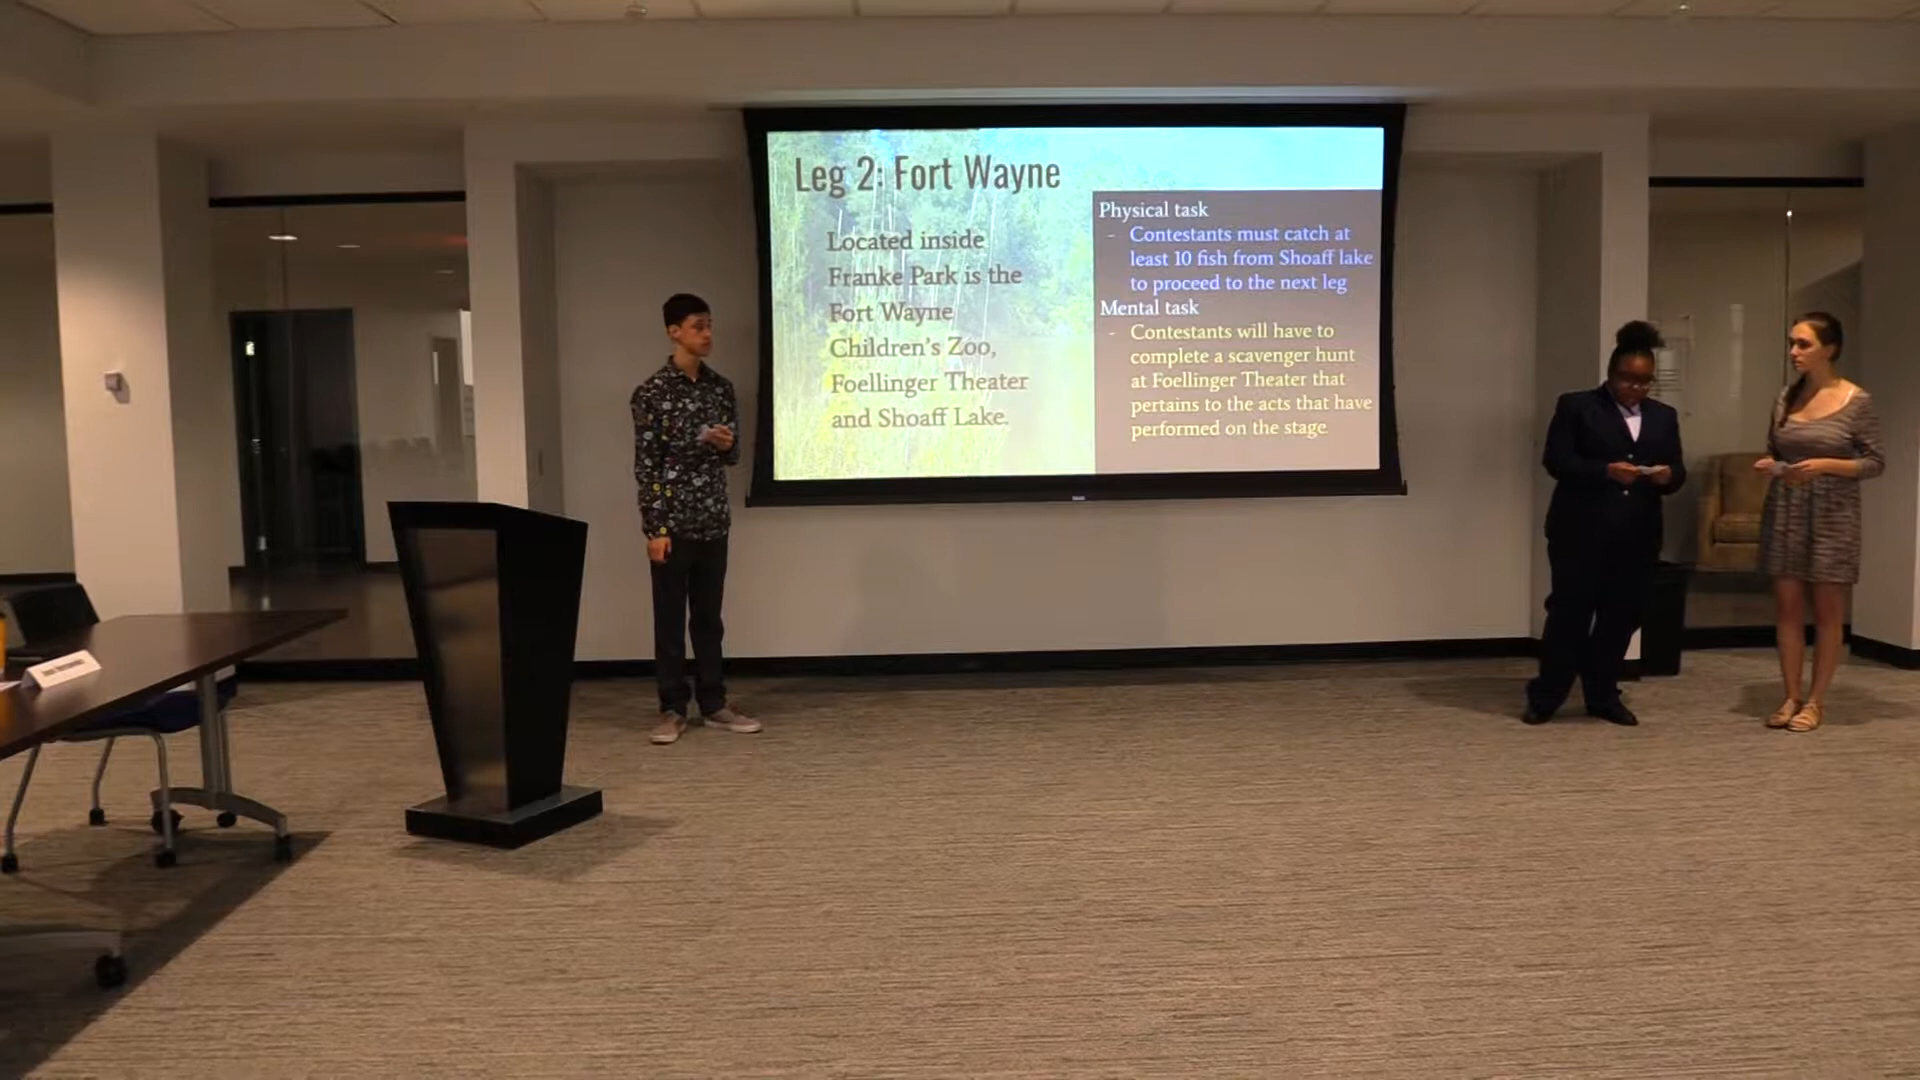 Leg 2: Fort Wayne
Located inside
Franke Park is the
Fort Wayne
Children's Zoo,
Foellinger Theater
and Shoaff Lake.
Physical task
- Contestants must catch at
least 10 fish from Shoaff lake
to proceed to the next leg
Mental task
- Contestants will have to
complete a scavenger hunt
at Foellinger Theater that
pertains to the acts that have
performed on the stage.